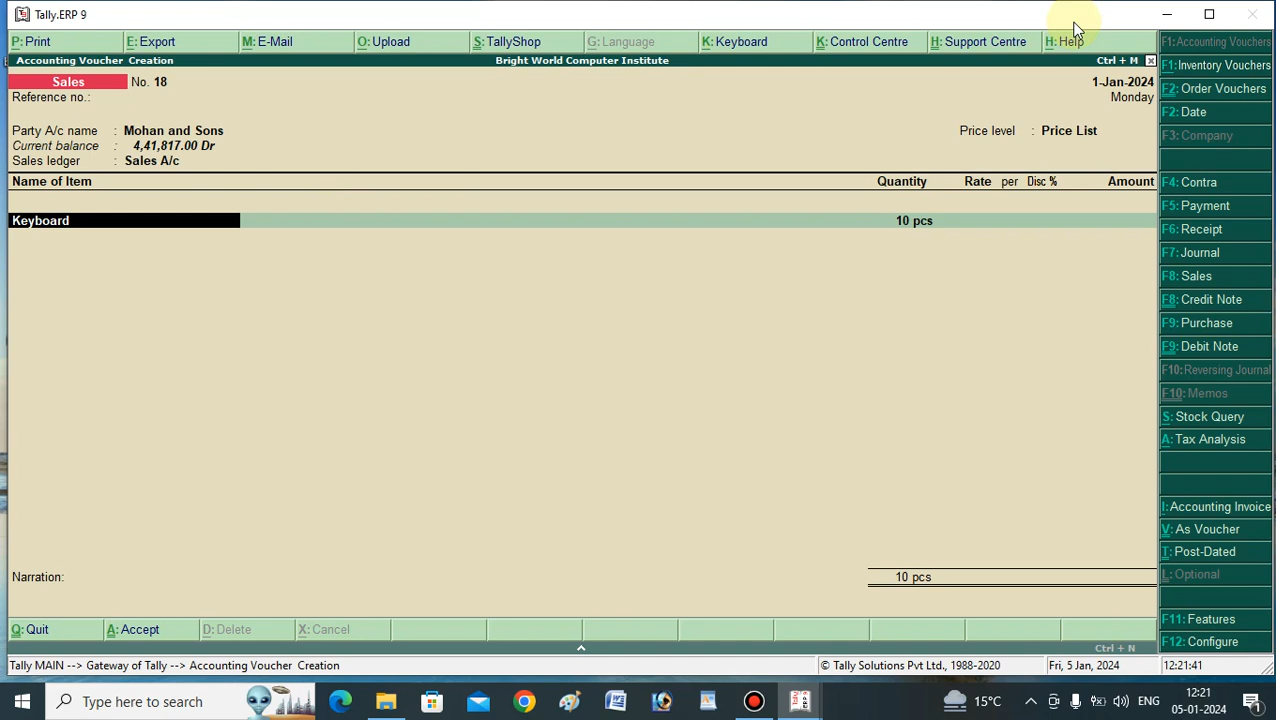 Tally.ERP 9
P: Print E: Export M: E-Mail O: Upload S: TallyShop G: Language K: Keyboard K: Control Centre H: Support Centre H: Help
Accounting Voucher Creation Bright World Computer Institute Ctrl + M
Sales No. 18 1-Jan-2024
Reference no.: Monday
Party A/c name : Mohan and Sons Price level : Price List
Current balance : 4,41,817.00 Dr
Sales ledger : Sales A/c
Name of Item Quantity Rate per Disc % Amount
Keyboard 10 pcs
Narration: 10 pcs
Q: Quit A: Accept D: Delete X: Cancel
Ctrl + N
Tally MAIN --> Gateway of Tally --> Accounting Voucher Creation © Tally Solutions Pvt Ltd., 1988-2020 Fri, 5 Jan, 2024 12:21:41
F1: Accounting Vouchers
F1: Inventory Vouchers
F2: Order Vouchers
F2: Date
F3: Company
F4: Contra
F5: Payment
F6: Receipt
F7: Journal
F8: Sales
F8: Credit Note
F9: Purchase
F9: Debit Note
F10: Reversing Journal
F10: Memos
S: Stock Query
A: Tax Analysis
I: Accounting Invoice
V: As Voucher
T: Post-Dated
L: Optional
F11: Features
F12: Configure
Type here to search 15°C ENG 12:21
05-01-2024 1